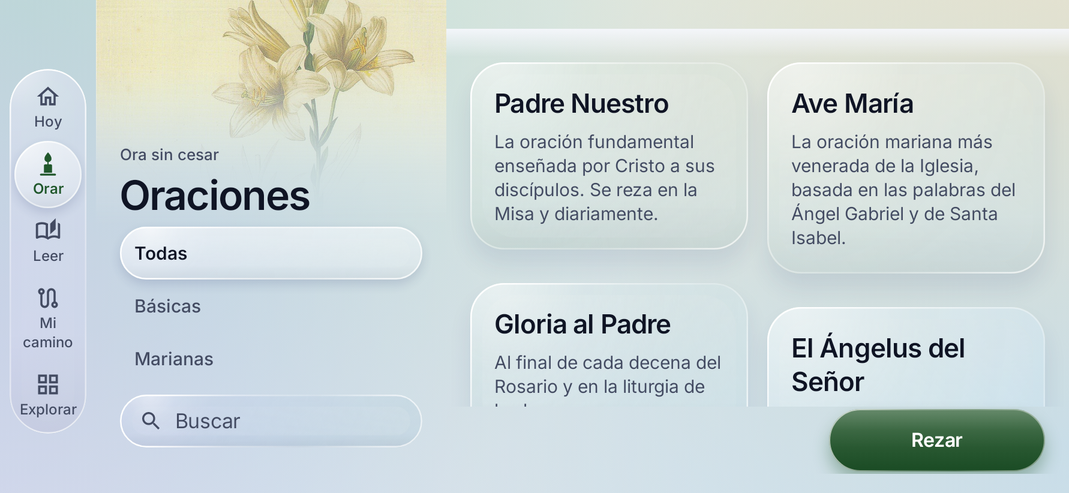 Hoy
Orar
Leer
Mi
camino
Explorar
Ora sin cesar
Oraciones
Todas
Básicas
Marianas
Buscar
Padre Nuestro
La oración fundamental
enseñada por Cristo a sus
discípulos. Se reza en la
Misa y diariamente.
Ave María
La oración mariana más
venerada de la Iglesia,
basada en las palabras del
Ángel Gabriel y de Santa
Isabel.
Gloria al Padre
Al final de cada decena del
Rosario y en la liturgia de
El Ángelus del
Señor
Rezar